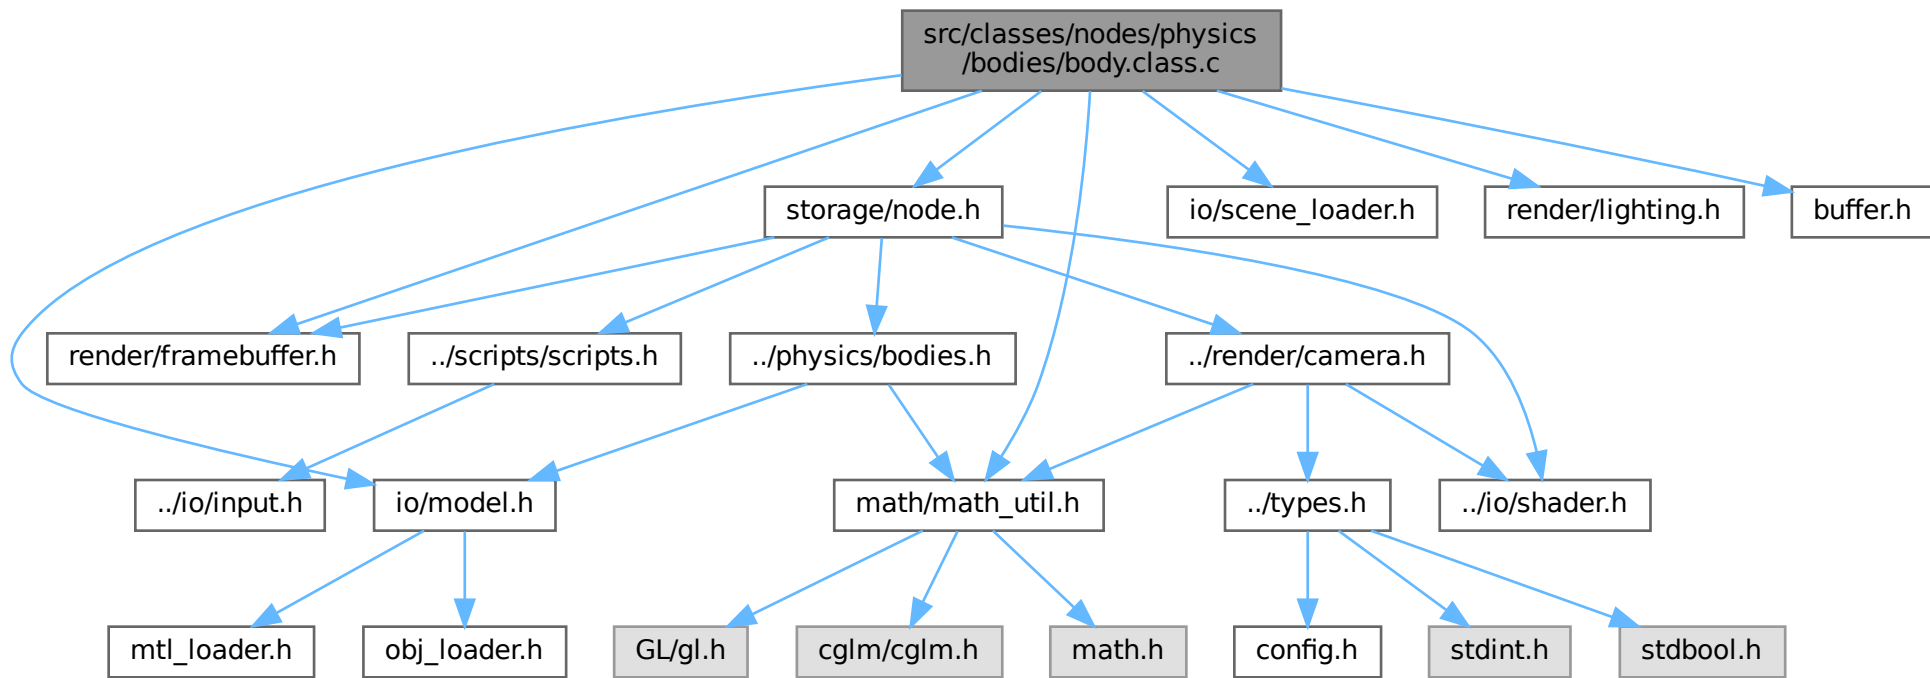 src/classes/nodes/physics
/bodies/body.class.c
storage/node.h
io/scene_loader.h
render/lighting.h
buffer.h
render/framebuffer.h
../scripts/scripts.h
../physics/bodies.h
../render/camera.h
../io/input.h
io/model.h
math/math_util.h
../types.h
../io/shader.h
mtl_loader.h
obj_loader.h
GL/gl.h
cglm/cglm.h
math.h
config.h
stdint.h
stdbool.h